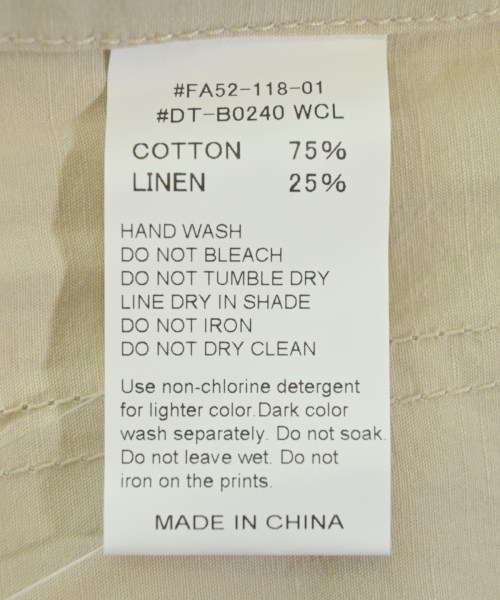 #FA52-118-01
#DT-B0240 WCL
COTTON 75%
LINEN 25%
HAND WASH
DO NOT BLEACH
DO NOT TUMBLE DRY
LINE DRY IN SHADE
DO NOT IRON
DO NOT DRY CLEAN
Use non-chlorine detergent
for lighter color.Dark color
wash separately. Do not soak.
Do not leave wet. Do not
iron on the prints.
MADE IN CHINA